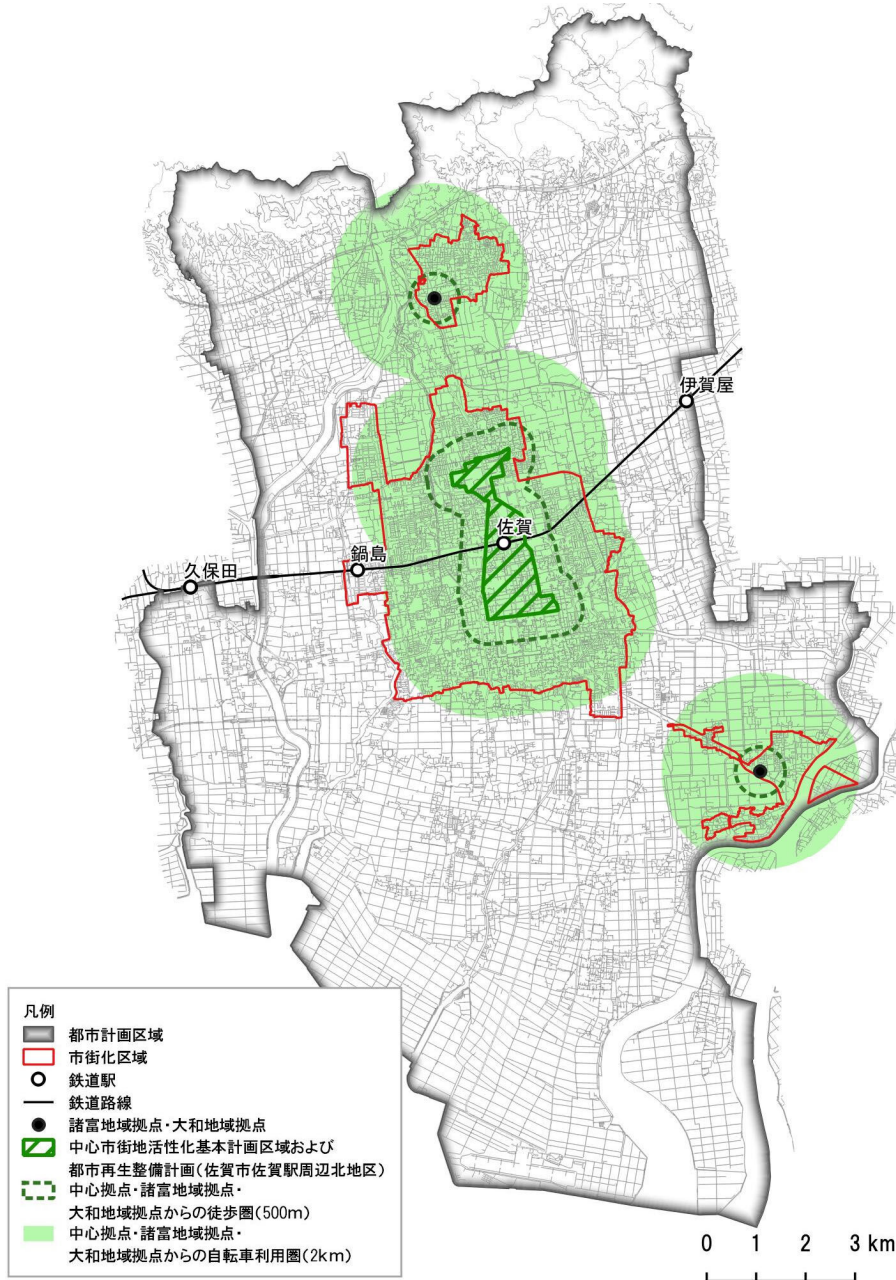 伊賀屋
佐賀
鍋島
久保田
凡例
都市計画区域
市街化区域
鉄道駅
鉄道路線
諸富地域拠点・大和地域拠点
中心市街地活性化基本計画区域および
都市再生整備計画(佐賀市佐賀駅周辺北地区)
中心拠点・諸富地域拠点・
大和地域拠点からの徒歩圏(500m)
中心拠点・諸富地域拠点・
大和地域拠点からの自転車利用圏(2km)
0 1 2 3 km